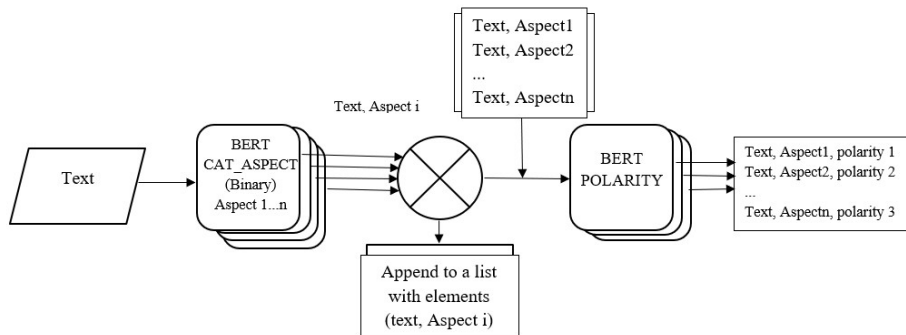 Text
BERT
CAT_ASPECT
(Binary)
Aspect 1...n
Text, Aspect i
Append to a list
with elements
(text, Aspect i)
Text, Aspect1
Text, Aspect2
...
Text, Aspectn
BERT
POLARITY
Text, Aspect1, polarity 1
Text, Aspect2, polarity 2
...
Text, Aspectn, polarity 3